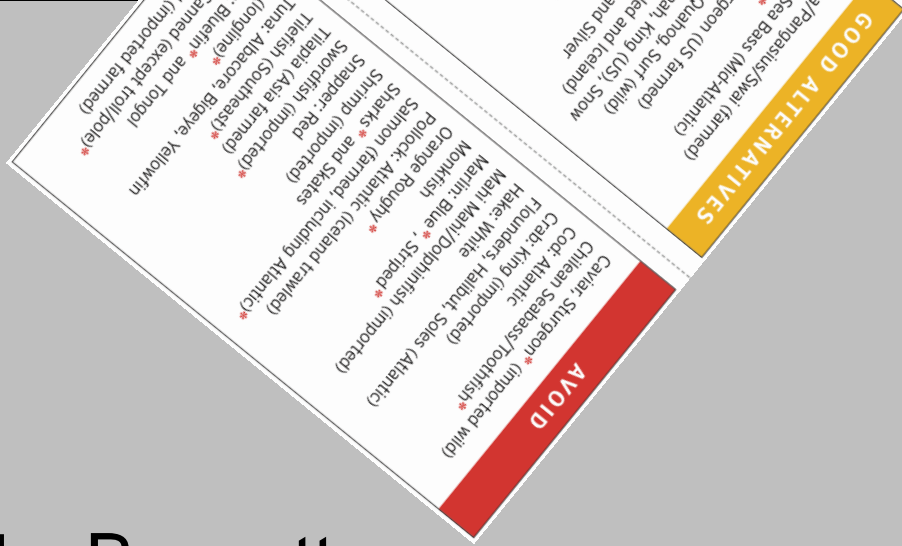 GOOD ALTERNATIVES
/Pangasius/Swai (farmed)
Sea Bass* (Mid-Atlantic)
(US farmed)
Quahog, Surf (wild)
King (US), Snow
and Iceland)
and Silver
AVOID
Caviar, Sturgeon* (imported wild)
Chilean Seabass/Toothfish*
Cod: Atlantic
Crab: King (imported)
Flounders, Halibut, Soles (Atlantic)
Hake: White
Mahi Mahi/Dolphinfish (imported)
Marlin: Blue*, Striped*
Monkfish
Orange Roughy*
Pollock: Atlantic (Iceland trawled)
Salmon (farmed, including Atlantic)*
Sharks* and Skates
Shrimp (imported)
Snapper: Red
Swordfish (imported)*
Tilapia (Asia farmed)
Tilefish (Southeast)*
Tuna: Albacore, Bigeye, Yellowfin
(longline)*
Bluefin* and Tongol
(except troll/pole)*
(imported farmed)